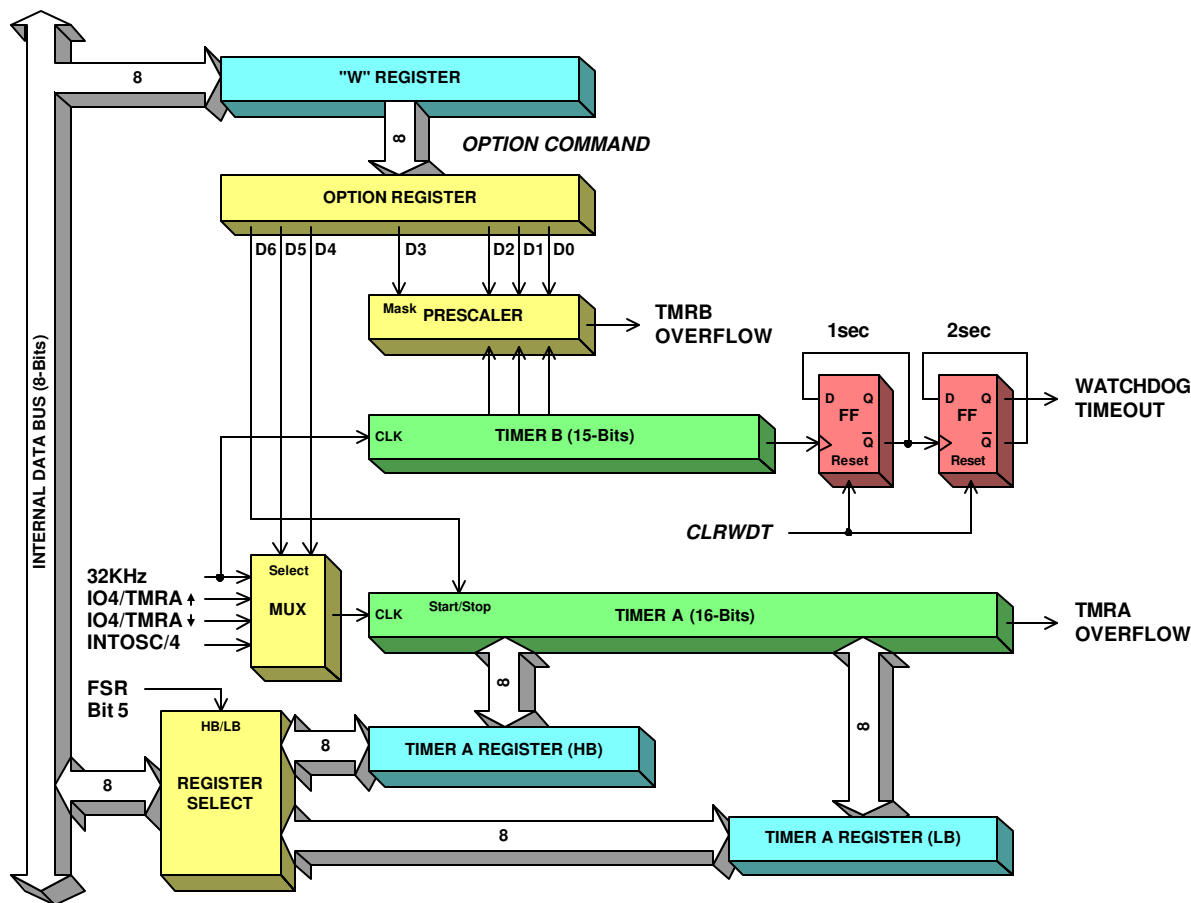 8
"W" REGISTER
8
OPTION COMMAND
OPTION REGISTER
D6 D5 D4 D3 D2 D1 D0
Mask PRESCALER
TMRB
OVERFLOW
1sec
2sec
INTERNAL DATA BUS (8-Bits)
D Q
FF
Q
Reset
D Q
FF
Q
Reset
WATCHDOG
TIMEOUT
CLK TIMER B (15-Bits)
CLRWDT
32KHz
IO4/TMRA
IO4/TMRA
INTOSC/4
Select
MUX
CLK Start/Stop TIMER A (16-Bits)
TMRA
OVERFLOW
8
8
FSR
Bit 5
HB/LB
REGISTER
SELECT
8
8
TIMER A REGISTER (HB)
8
TIMER A REGISTER (LB)